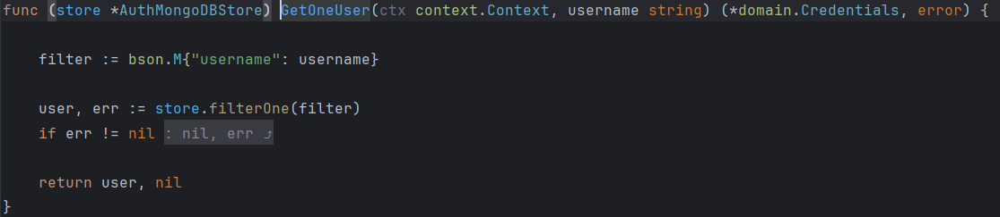 func (store *AuthMongoDBStore) GetOneUser(ctx context.Context, username string) (*domain.Credentials, error) {
filter := bson.M{"username": username}
user, err := store.filterOne(filter)
if err != nil : nil, err ⤴
return user, nil
}